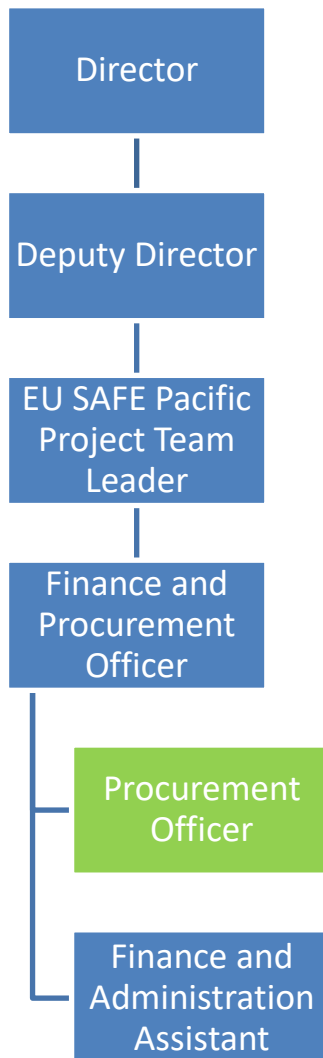 Director
Deputy Director
EU SAFE Pacific
Project Team
Leader
Finance and
Procurement
Officer
Procurement
Officer
Finance and
Administration
Assistant